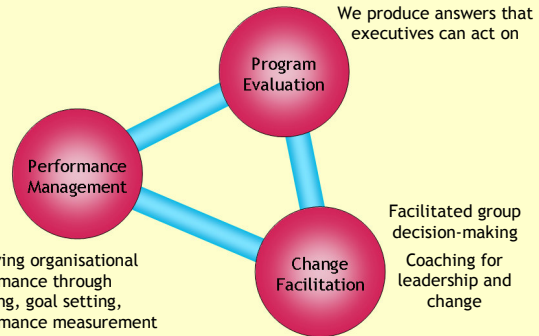 We produce answers that
executives can act on
Program
Evaluation
Performance
Management
Facilitated group
decision-making
Coaching for
leadership and
change
Change
Facilitation
organisational
through
goal setting,
measurement